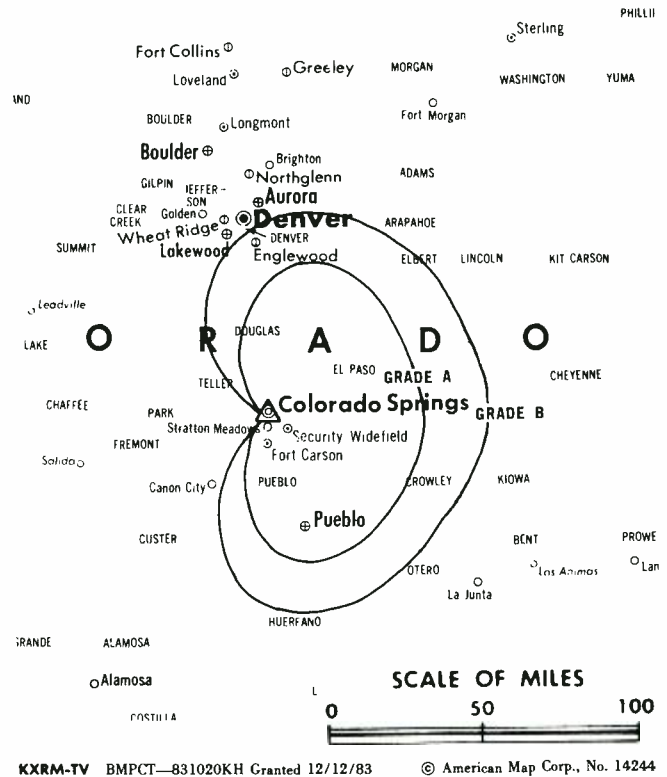 PHILLI
Sterling
Fort Collins
Loveland
Greeley
MORGAN
WASHINGTON
YUMA
Fort Morgan
BOULDER
Longmont
Boulder
Brighton
Northglenn
ADAMS
GILPIN
JEFFER-
SON
Aurora
CLEAR
CREEK
Golden
Denver
ARAPAHOE
Wheat Ridge
DENVER
SUMMIT
Lakewood
Englewood
ELBERT
LINCOLN
KIT CARSON
Leadville
O R A D O
DOUGLAS
LAKE
EL PASO
GRADE A
CHEYENNE
TELLER
CHAFFEE
PARK
Colorado Springs
GRADE B
Stratton Meadows
Security Widefield
FREMONT
Fort Carson
Salida
Canon City
PUEBLO
CROWLEY
KIOWA
Pueblo
CUSTER
BENT
PROWE
OTERO
Las Animas
Lam
La Junta
HUERFANO
RANDE
ALAMOSA
Alamosa
COSTILLA
L
SCALE OF MILES
0 50 100
KXRM-TV BMPCT—831020KH Granted 12/12/83 © American Map Corp., No. 14244